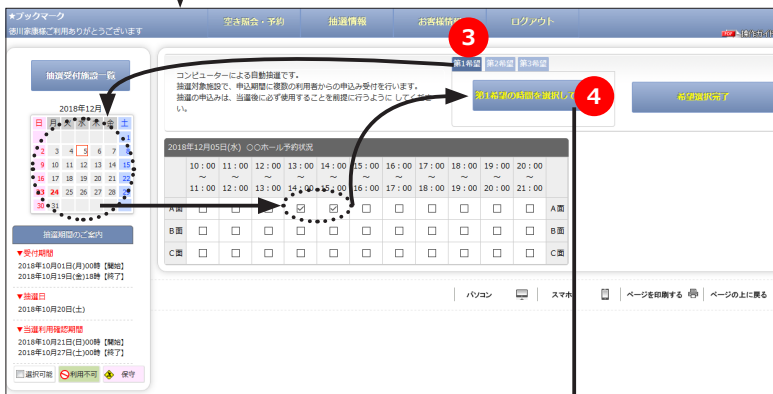 ★ブックマーク
徳川家康様ご利用ありがとうございます
空き照会・予約 抽選情報 お客様情 ログアウト
操作ガイド
3
抽選受付施設一覧
第1希望 第2希望 第3希望
コンピューターによる自動抽選です。
抽選対象施設で、申込期間に複数の利用者からの申込み受付を行います。
抽選の申込みは、当選後に必ず使用することを前提に行うように してくださ
い。
第1希望の時間を選択して
4
希望選択完了
2018年12月
日 月 火 水 木 金 土
1
2 3 4 5 6 7 8
9 10 11 12 13 14 15
16 17 18 19 20 21 22
23 24 25 26 27 28 29
30 31
2018年12月05日(水) 〇〇ホール予約状況
10:00 11:00 12:00 13:00 14:00 15:00 16:00 17:00 18:00 19:00 20:00
～ ～ ～ ～ ～ ～ ～ ～ ～ ～ ～
11:00 12:00 13:00 14:00 15:00 16:00 17:00 18:00 19:00 20:00 21:00
A面 A面
B面 B面
C面 C面
抽選期間のご案内
▼受付期間
2018年10月01日(月)00時【開始】
2018年10月19日(金)18時【終了】
▼抽選日
2018年10月20日(土)
▼当選利用確認期間
2018年10月21日(日)00時【開始】
2018年10月27日(土)00時【終了】
選択可能 利用不可 保守
パソコン スマホ ページを印刷する ページの上に戻る